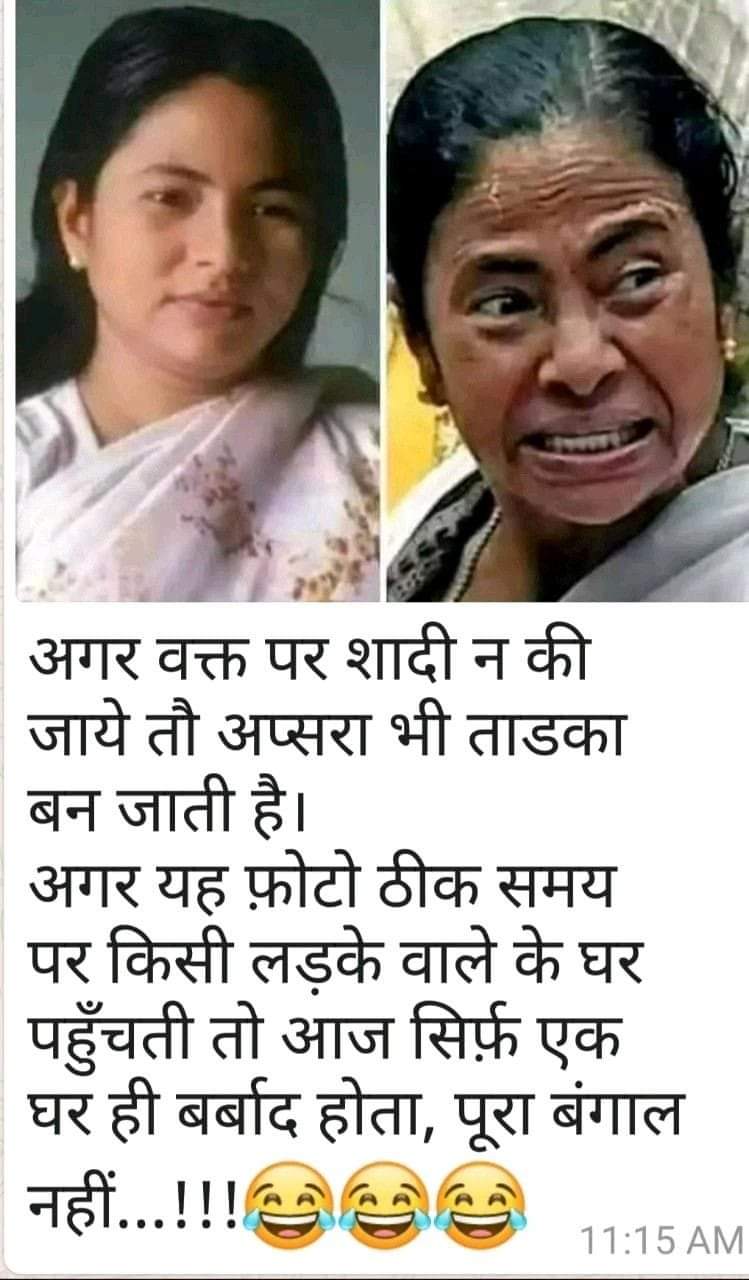 अगर वक्त पर शादी न की
जाये तौ अप्सरा भी ताडका
बन जाती है।
अगर यह फ़ोटो ठीक समय
पर किसी लड़के वाले के घर
पहुँचती तो आज सिर्फ़ एक
घर ही बर्बाद होता, पूरा बंगाल
नहीं...!!!😂😂😂
11:15 AM